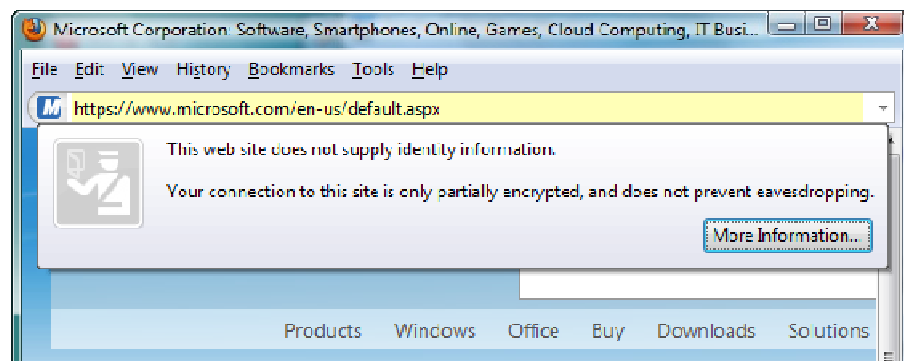 Microsoft Corporation: Software, Smartphones, Online, Games, Cloud Computing, IT Busi...
File Edit View History Bookmarks Tools Help
https://www.microsoft.com/en-us/default.aspx
This web site does not supply identity information.
Your connection to this site is only partially encrypted, and does not prevent eavesdropping.
More Information...
Products Windows Office Buy Downloads Solutions